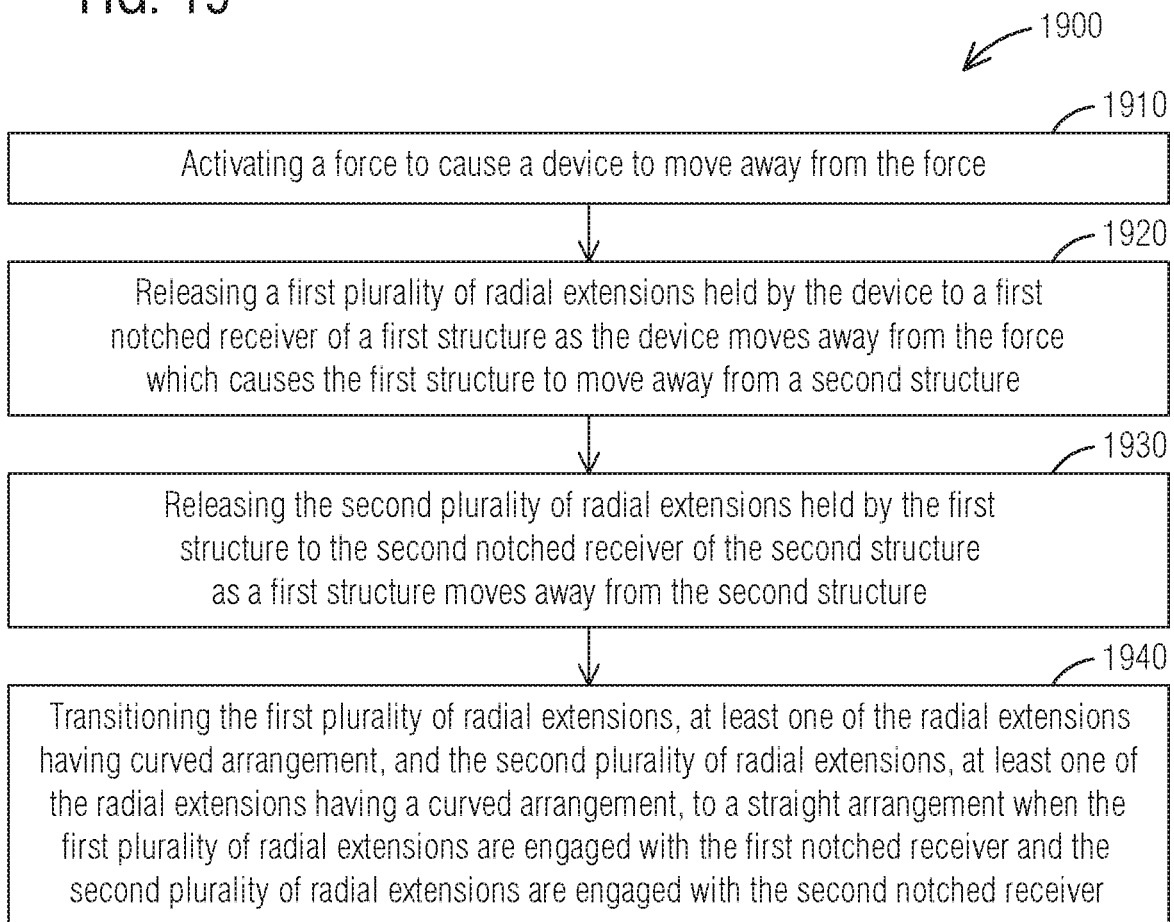 FIG. 19
1900
1910
Activating a force to cause a device to move away from the force
1920
Releasing a first plurality of radial extensions held by the device to a first
notched receiver of a first structure as the device moves away from the force
which causes the first structure to move away from a second structure
1930
Releasing the second plurality of radial extensions held by the first
structure to the second notched receiver of the second structure
as a first structure moves away from the second structure
1940
Transitioning the first plurality of radial extensions, at least one of the radial extensions
having curved arrangement, and the second plurality of radial extensions, at least one of
the radial extensions having a curved arrangement, to a straight arrangement when the
first plurality of radial extensions are engaged with the first notched receiver and the
second plurality of radial extensions are engaged with the second notched receiver